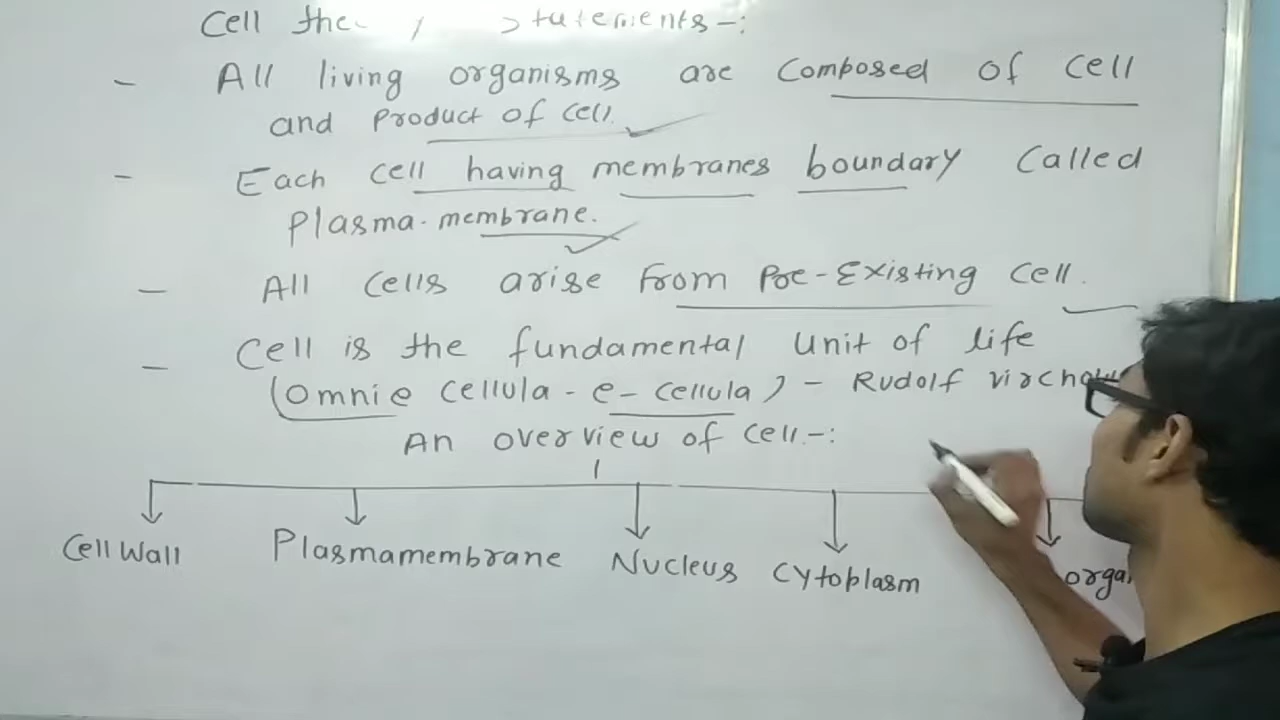 Cell the
- All living organisms are composed of cell
and product of cell.
- Each cell having membranes boundary called
Plasma-membrane.
- All cells arise from Pre-Existing cell.
- Cell is the fundamental unit of life
(Omnie cellula - e - cellula) - Rudolf
An overview of cell -:
Cell Wall Plasmamembrane Nucleus Cytoplasm